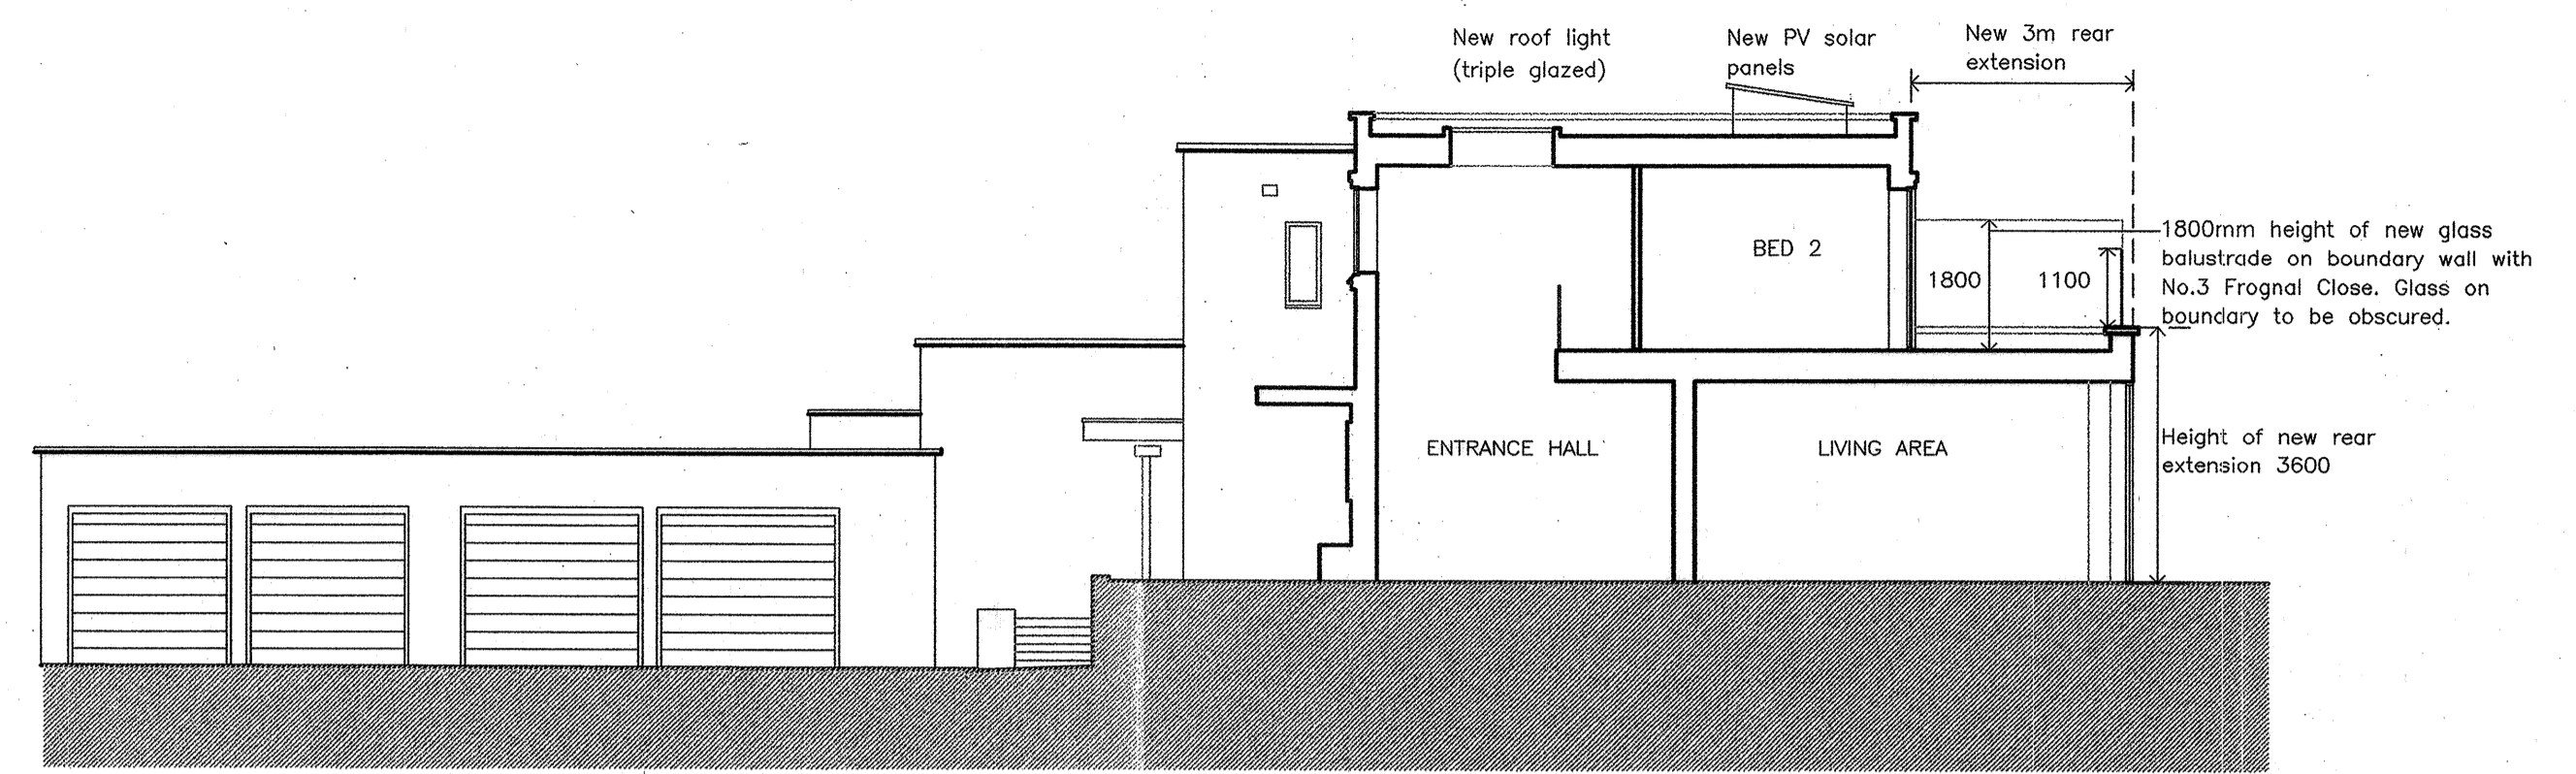 New roof light
(triple glazed)
New PV solar
panels
New 3m rear
extension
1800mm height of new glass
balustrade on boundary wall with
No.3 Frognal Close. Glass on
boundary to be obscured.
BED 2
1800
1100
ENTRANCE HALL
LIVING AREA
Height of new rear
extension 3600